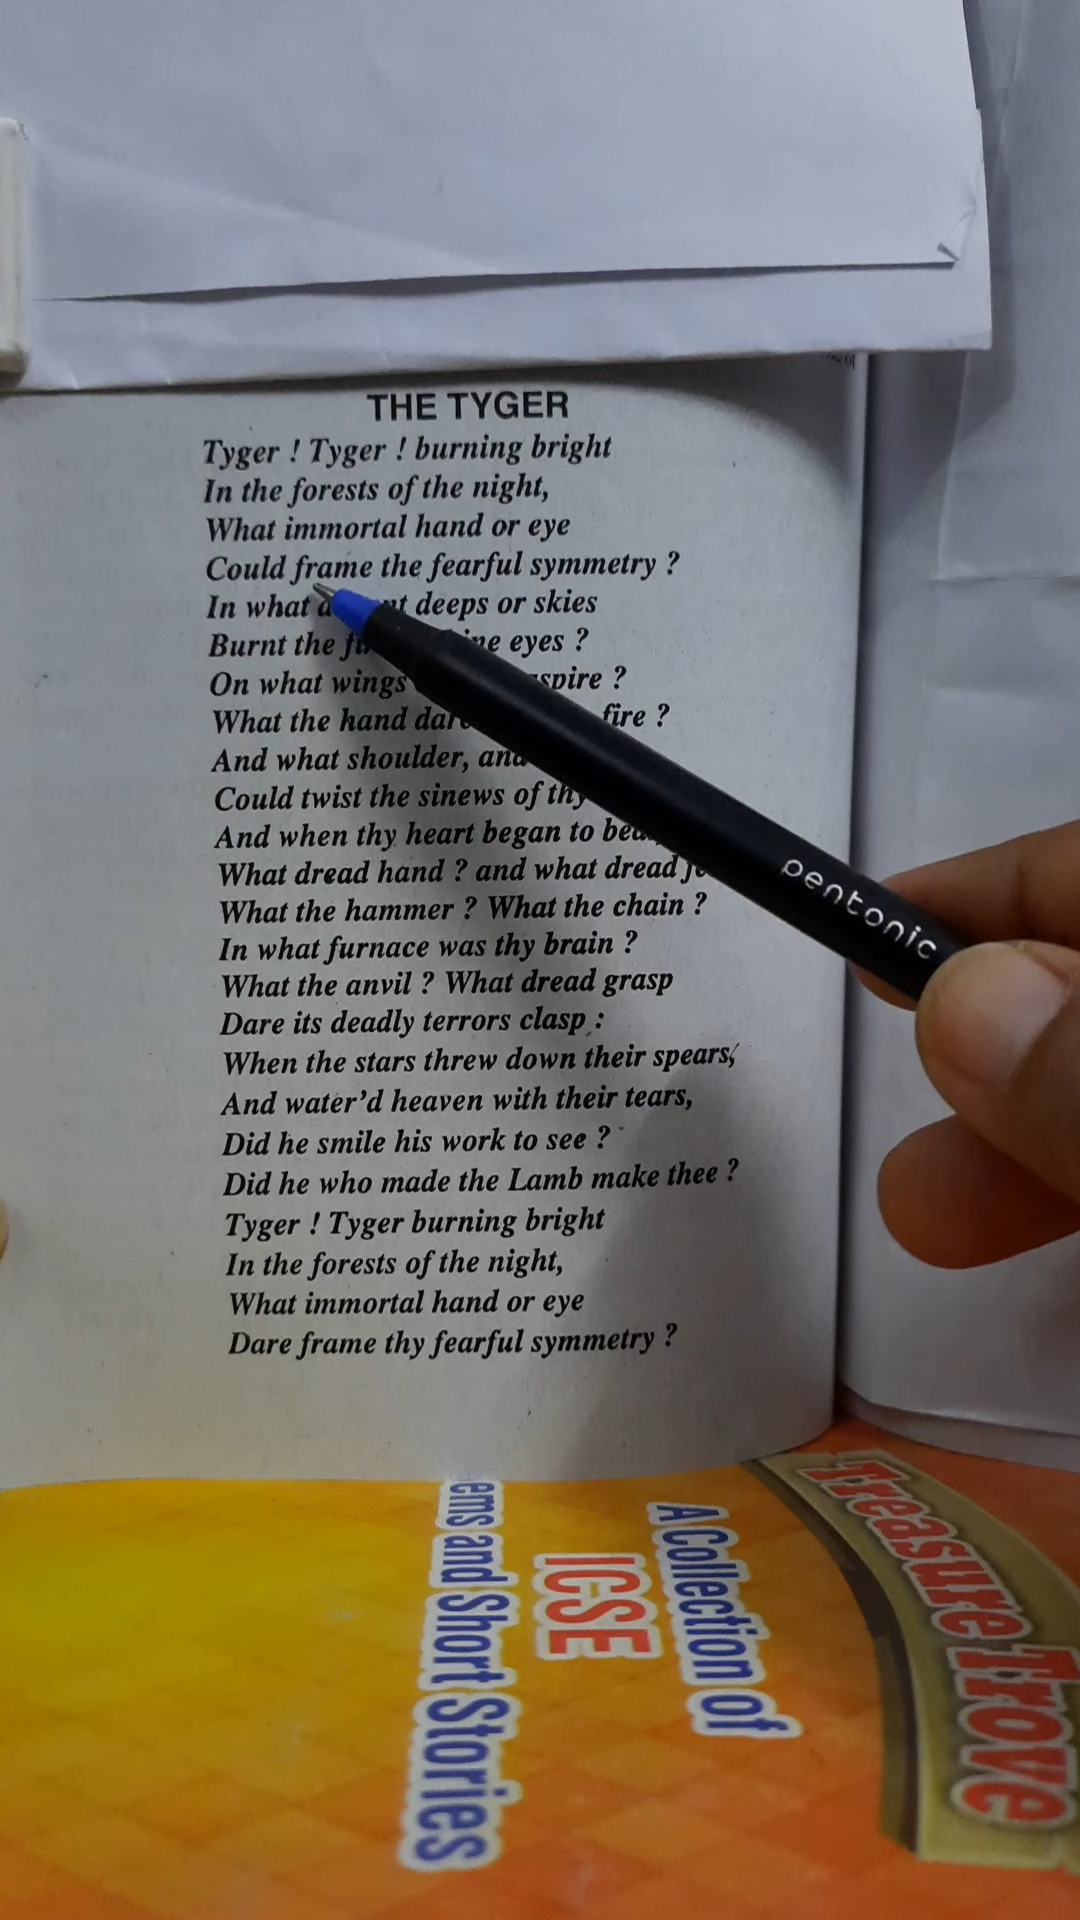 THE TYGER
Tyger ! Tyger ! burning bright
In the forests of the night,
What immortal hand or eye
Could frame the fearful symmetry ?
In what deeps or skies
Burnt the eyes ?
On what wings
What the hand fire ?
And what shoulder, and
Could twist the sinews of thy
And when thy heart began to
What dread hand ? and what dread
What the hammer ? What the chain ?
In what furnace was thy brain ?
What the anvil ? What dread grasp
Dare its deadly terrors clasp :
When the stars threw down their spears,
And water'd heaven with their tears,
Did he smile his work to see ?
Did he who made the Lamb make thee ?
Tyger ! Tyger burning bright
In the forests of the night,
What immortal hand or eye
Dare frame thy fearful symmetry ?
pentonic
Treasure Trove
A Collection of
ICSE
ems and Short Stories